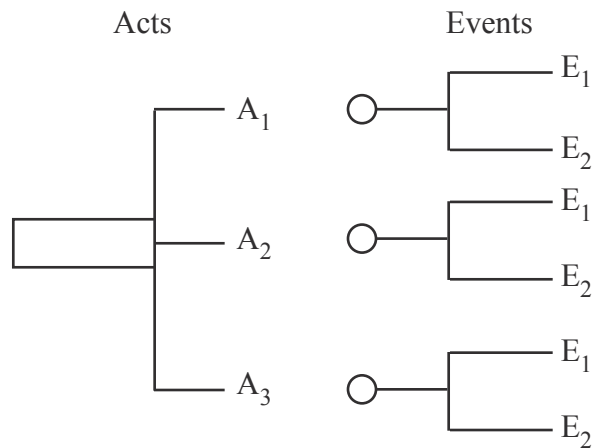 Acts Events
E₁
A₁
E₂
E₁
A₂
E₂
E₁
A₃
E₂